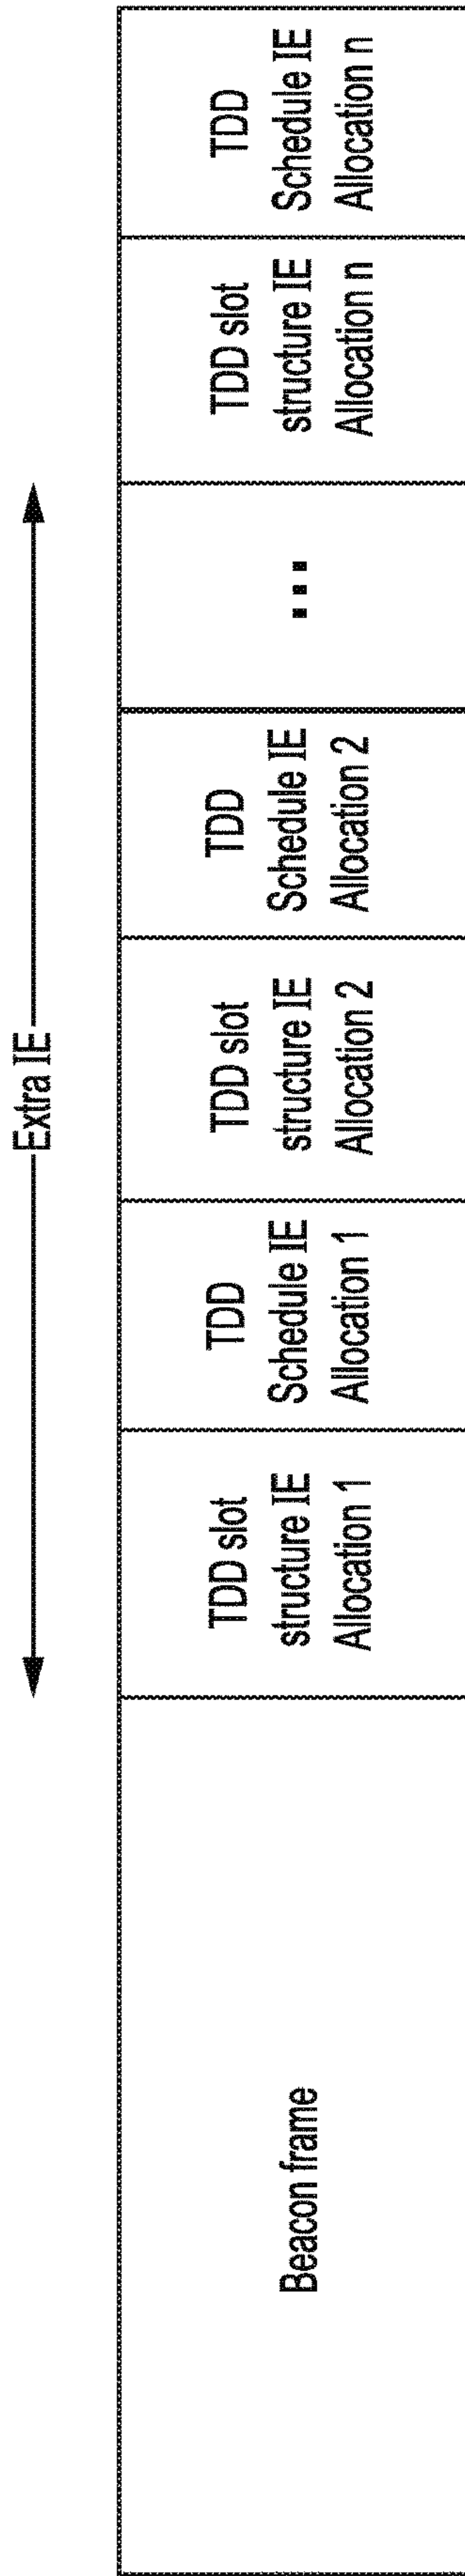 Extra IE
Beacon frame
TDD slot
structure IE
Allocation 1
TDD
Schedule IE
Allocation 1
TDD slot
structure IE
Allocation 2
TDD
Schedule IE
Allocation 2
...
TDD slot
structure IE
Allocation n
TDD
Schedule IE
Allocation n